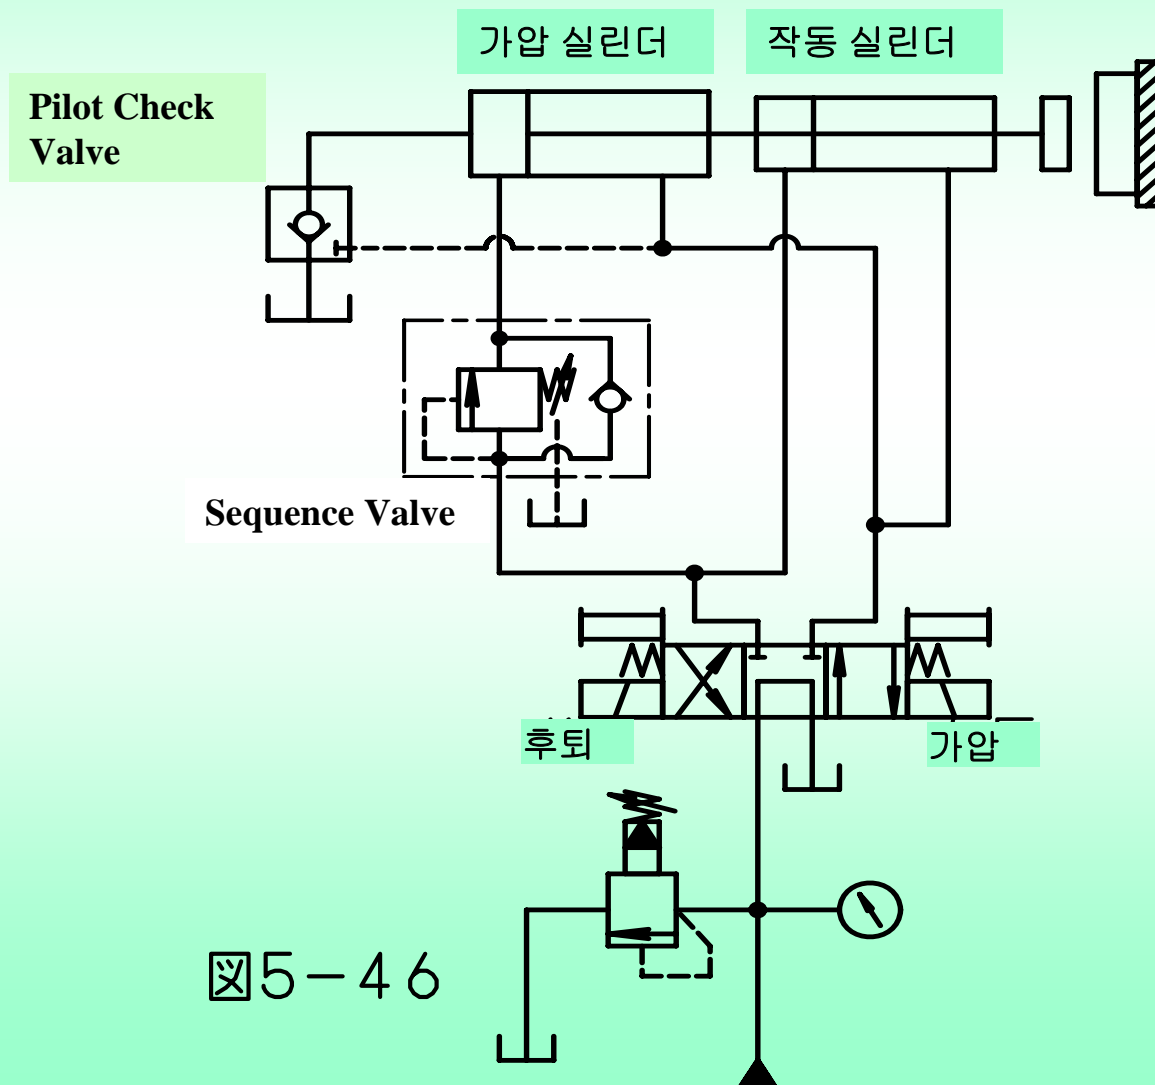 가압 실린더
작동 실린더
Pilot Check
Valve
Sequence Valve
후퇴
가압
図5-46